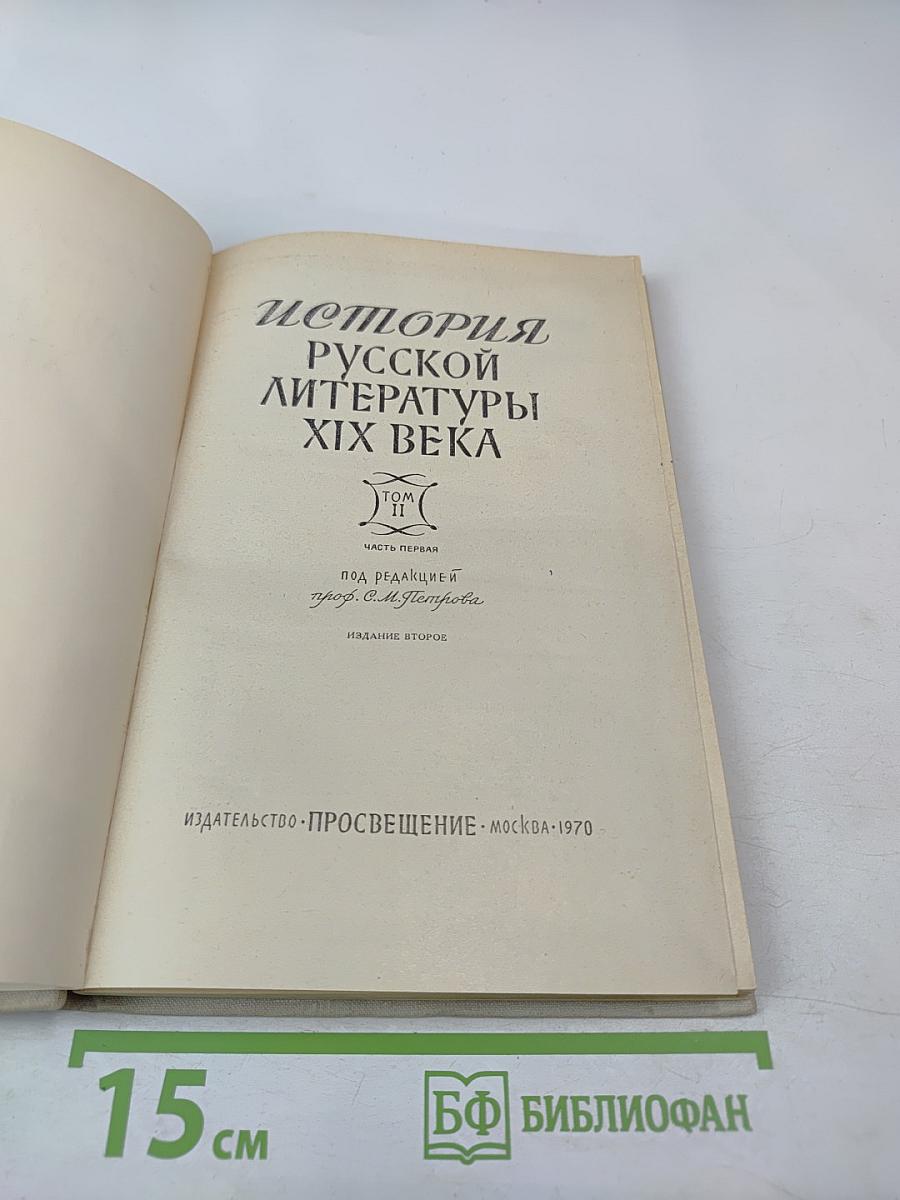 ИСТОРИЯ
РУССКОЙ
ЛИТЕРАТУРЫ
XIX ВЕКА
ТОМ
II
ЧАСТЬ ПЕРВАЯ
ПОД РЕДАКЦИЕЙ
проф. С. М. Петрова
ИЗДАНИЕ ВТОРОЕ
ИЗДАТЕЛЬСТВО · ПРОСВЕЩЕНИЕ · МОСКВА · 1970
15 см
БФ БИБЛИОФАН